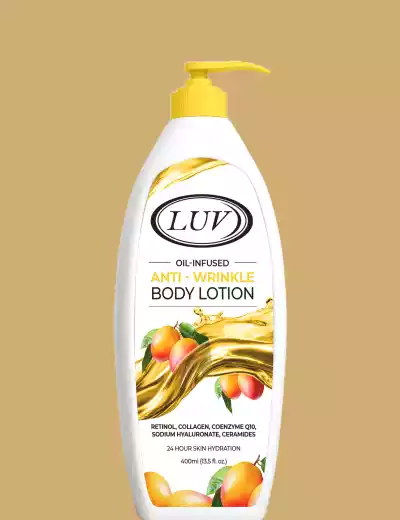 LUV
OIL-INFUSED
ANTI - WRINKLE
BODY LOTION
RETINOL, COLLAGEN, COENZYME Q10,
SODIUM HYALURONATE, CERAMIDES
24 HOUR SKIN HYDRATION
400ml (13.5 fl. oz.)